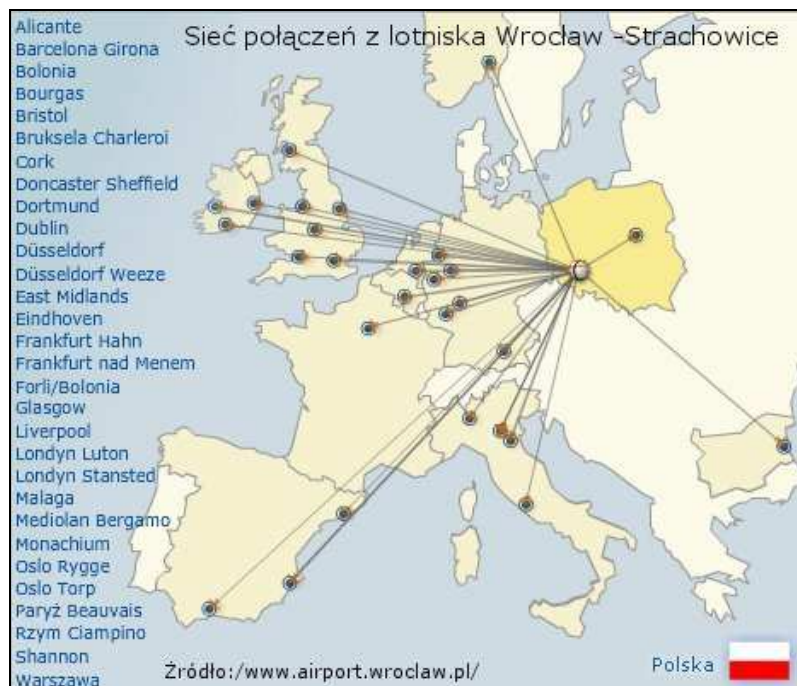 Sieć połączeń z lotniska Wrocław -Strachowice
Alicante
Barcelona Girona
Bolonia
Bourgas
Bristol
Bruksela Charleroi
Cork
Doncaster Sheffield
Dortmund
Dublin
Düsseldorf
Düsseldorf Weeze
East Midlands
Eindhoven
Frankfurt Hahn
Frankfurt nad Menem
Forli/Bolonia
Glasgow
Liverpool
Londyn Luton
Londyn Stansted
Malaga
Mediolan Bergamo
Monachium
Oslo Rygge
Oslo Torp
Paryż Beauvais
Rzym Ciampino
Shannon
Warszawa
Źródło:/www.airport.wroclaw.pl/
Polska